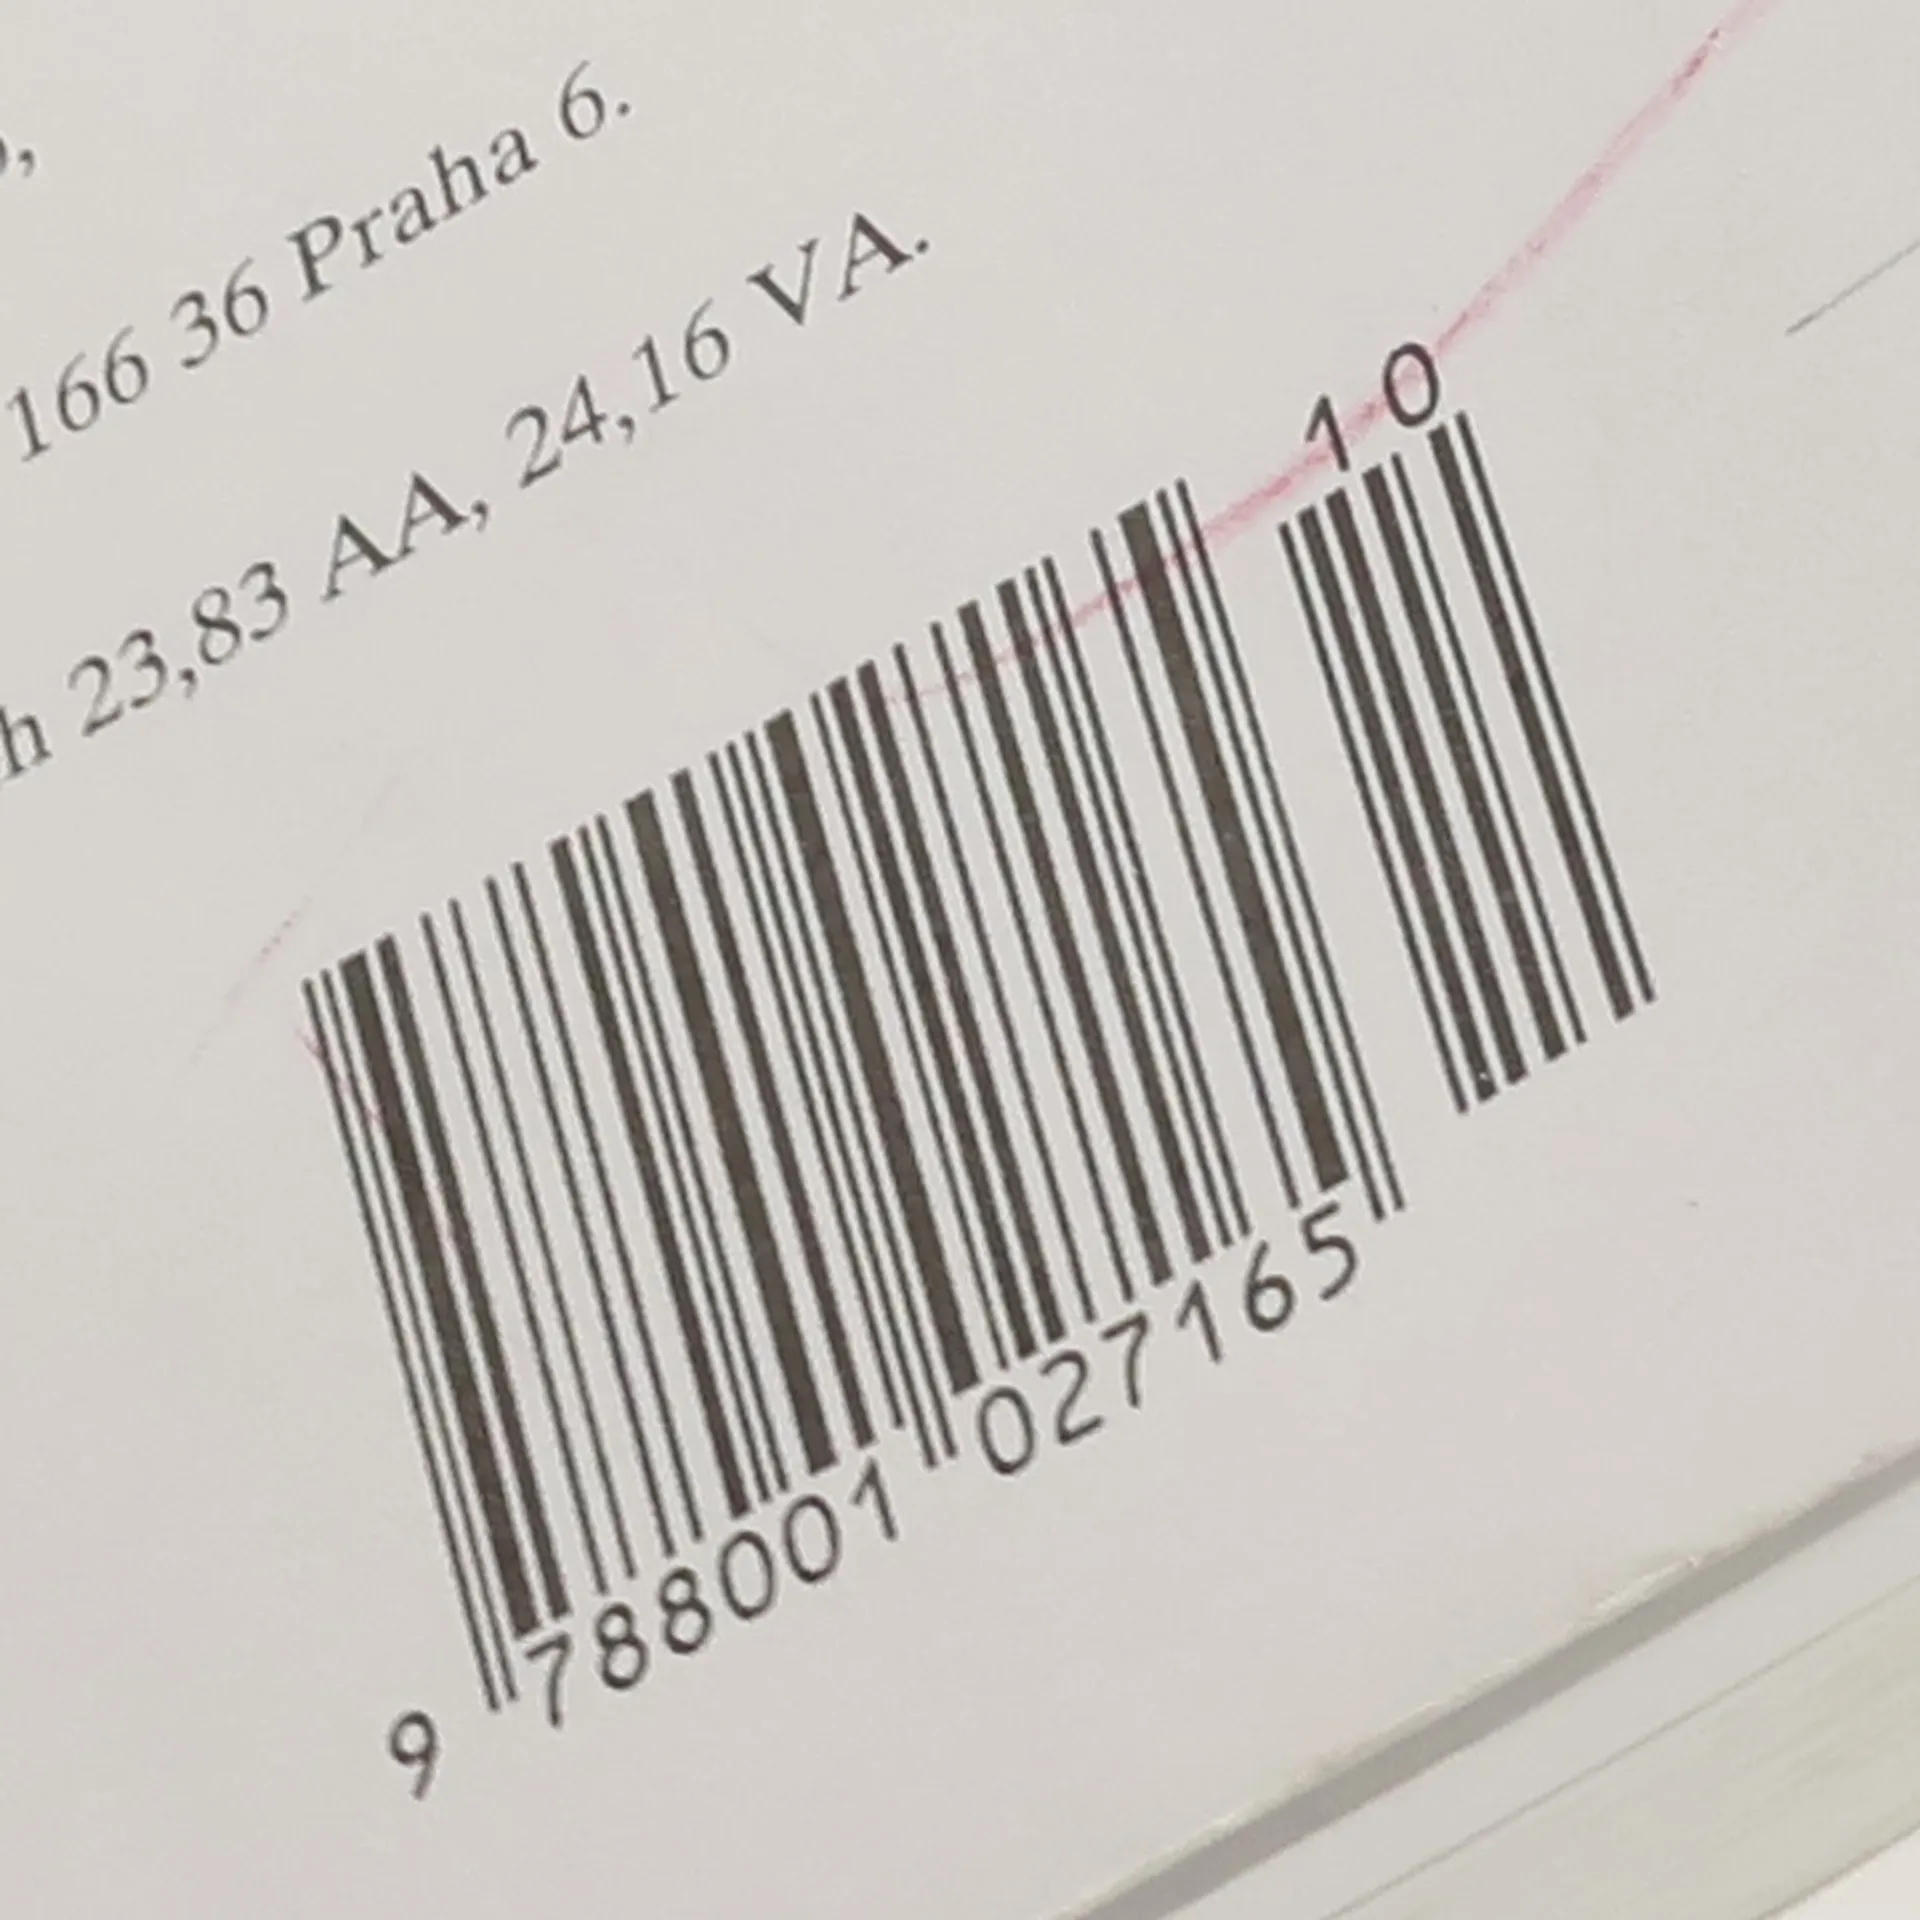 ,
166 36 Praha 6.
h 23,83 AA, 24,16 VA.
10
9 788001 027165